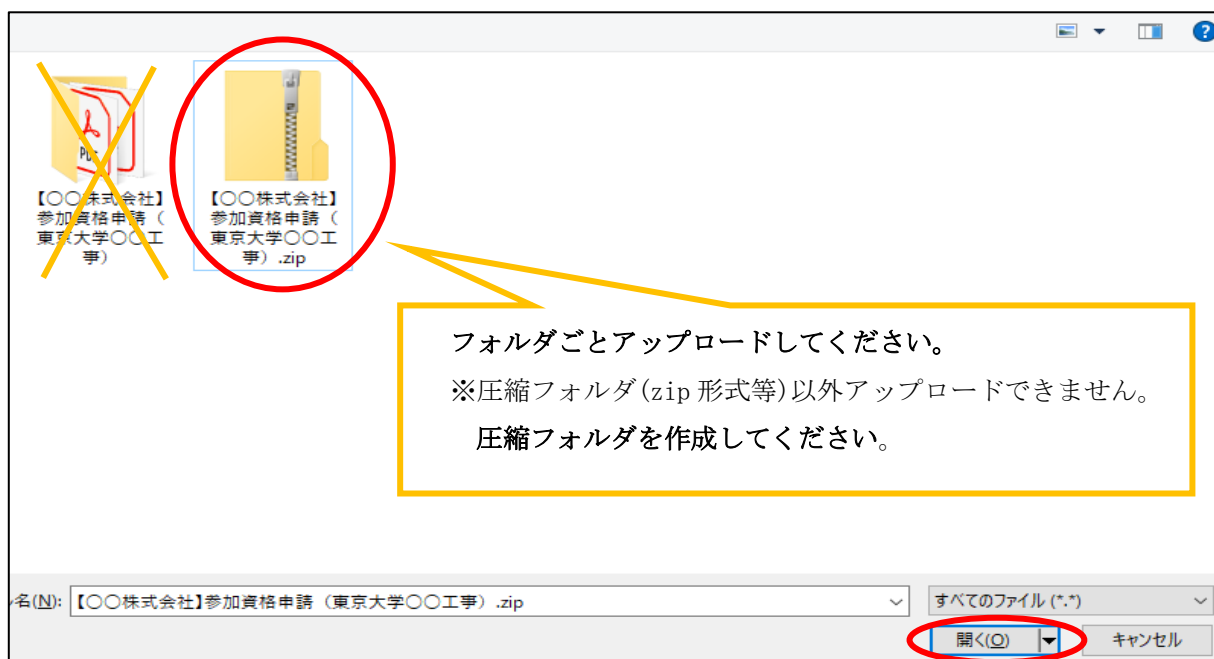 【〇〇株式会社】
参加資格申請（
東京大学〇〇工
事）
【〇〇株式会社】
参加資格申請（
東京大学〇〇工
事）.zip
フォルダごとアップロードしてください。
※圧縮フォルダ(zip 形式等)以外アップロードできません。
圧縮フォルダを作成してください。
名(N):
【〇〇株式会社】参加資格申請（東京大学〇〇工事）.zip
すべてのファイル (*.*)
開く(O)
キャンセル